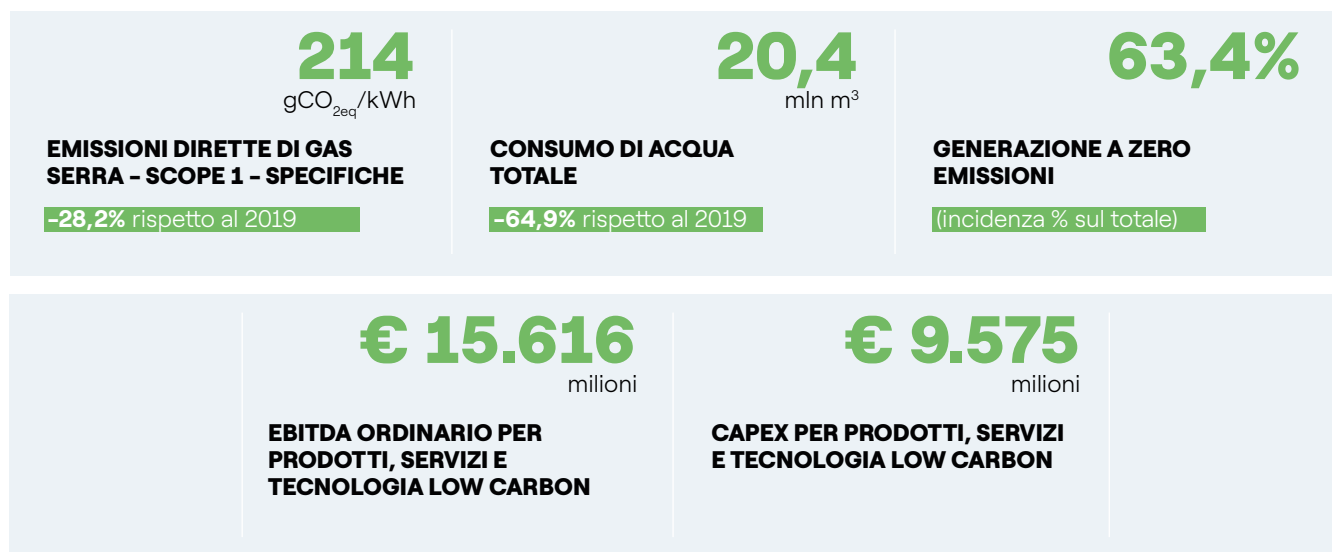 214
gCO₂eq/kWh
EMISSIONI DIRETTE DI GAS
SERRA – SCOPE 1 – SPECIFICHE
–28,2% rispetto al 2019
20,4
mln m³
CONSUMO DI ACQUA
TOTALE
–64,9% rispetto al 2019
63,4%
GENERAZIONE A ZERO
EMISSIONI
(incidenza % sul totale)
€ 15.616
milioni
EBITDA ORDINARIO PER
PRODOTTI, SERVIZI E
TECNOLOGIA LOW CARBON
€ 9.575
milioni
CAPEX PER PRODOTTI, SERVIZI
E TECNOLOGIA LOW CARBON